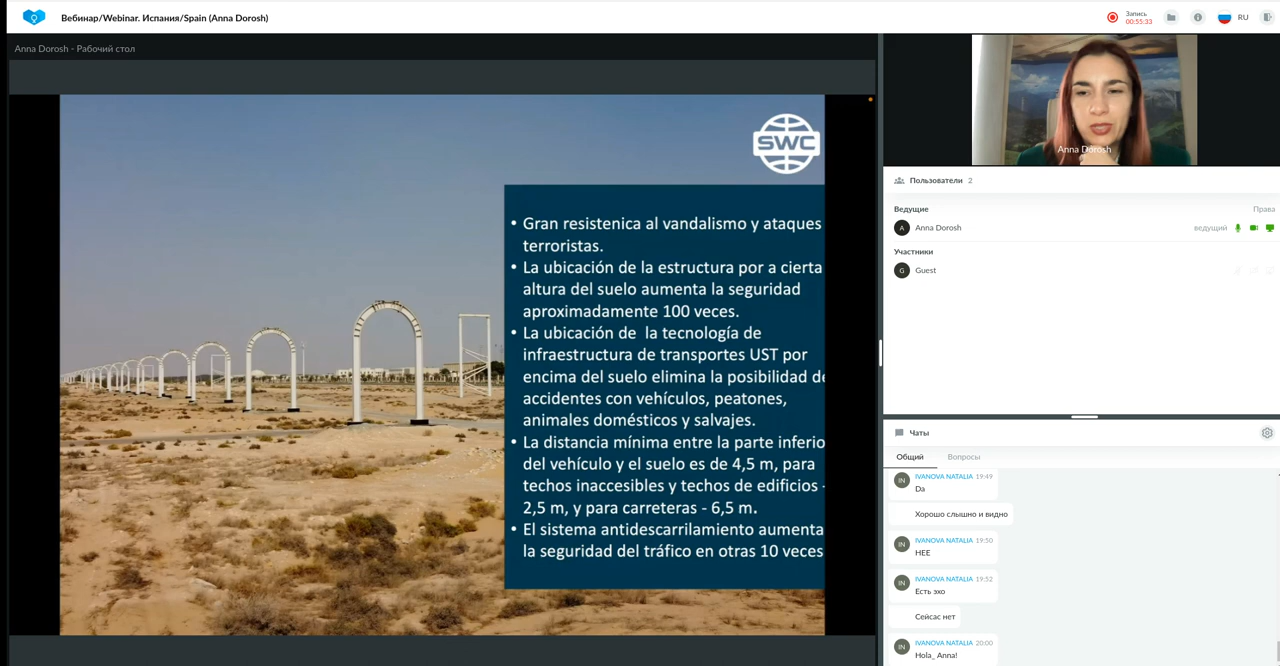 Вебинар/Webinar. Испания/Spain (Anna Dorosh)
Запись
00:55:33
RU
Anna Dorosh - Рабочий стол
SWC
• Gran resistenica al vandalismo y ataques
terroristas.
• La ubicación de la estructura por a cierta
altura del suelo aumenta la seguridad
aproximadamente 100 veces.
• La ubicación de la tecnología de
infraestructura de transportes UST por
encima del suelo elimina la posibilidad de
accidentes con vehículos, peatones,
animales domésticos y salvajes.
• La distancia mínima entre la parte inferio
del vehículo y el suelo es de 4,5 m, para
techos inaccesibles y techos de edificios -
2,5 m, y para carreteras - 6,5 m.
• El sistema antidescarrilamiento aumenta
la seguridad del tráfico en otras 10 veces
Anna Dorosh
Пользователи 2
Ведущие Права
A Anna Dorosh ведущий
Участники
G Guest
Чаты
Общий Вопросы
IN IVANOVA NATALIA 19:49
Da
Хорошо слышно и видно
IN IVANOVA NATALIA 19:50
НЕЕ
IN IVANOVA NATALIA 19:52
Есть эхо
Сейсас нет
IN IVANOVA NATALIA 20:00
Hola_ Anna!